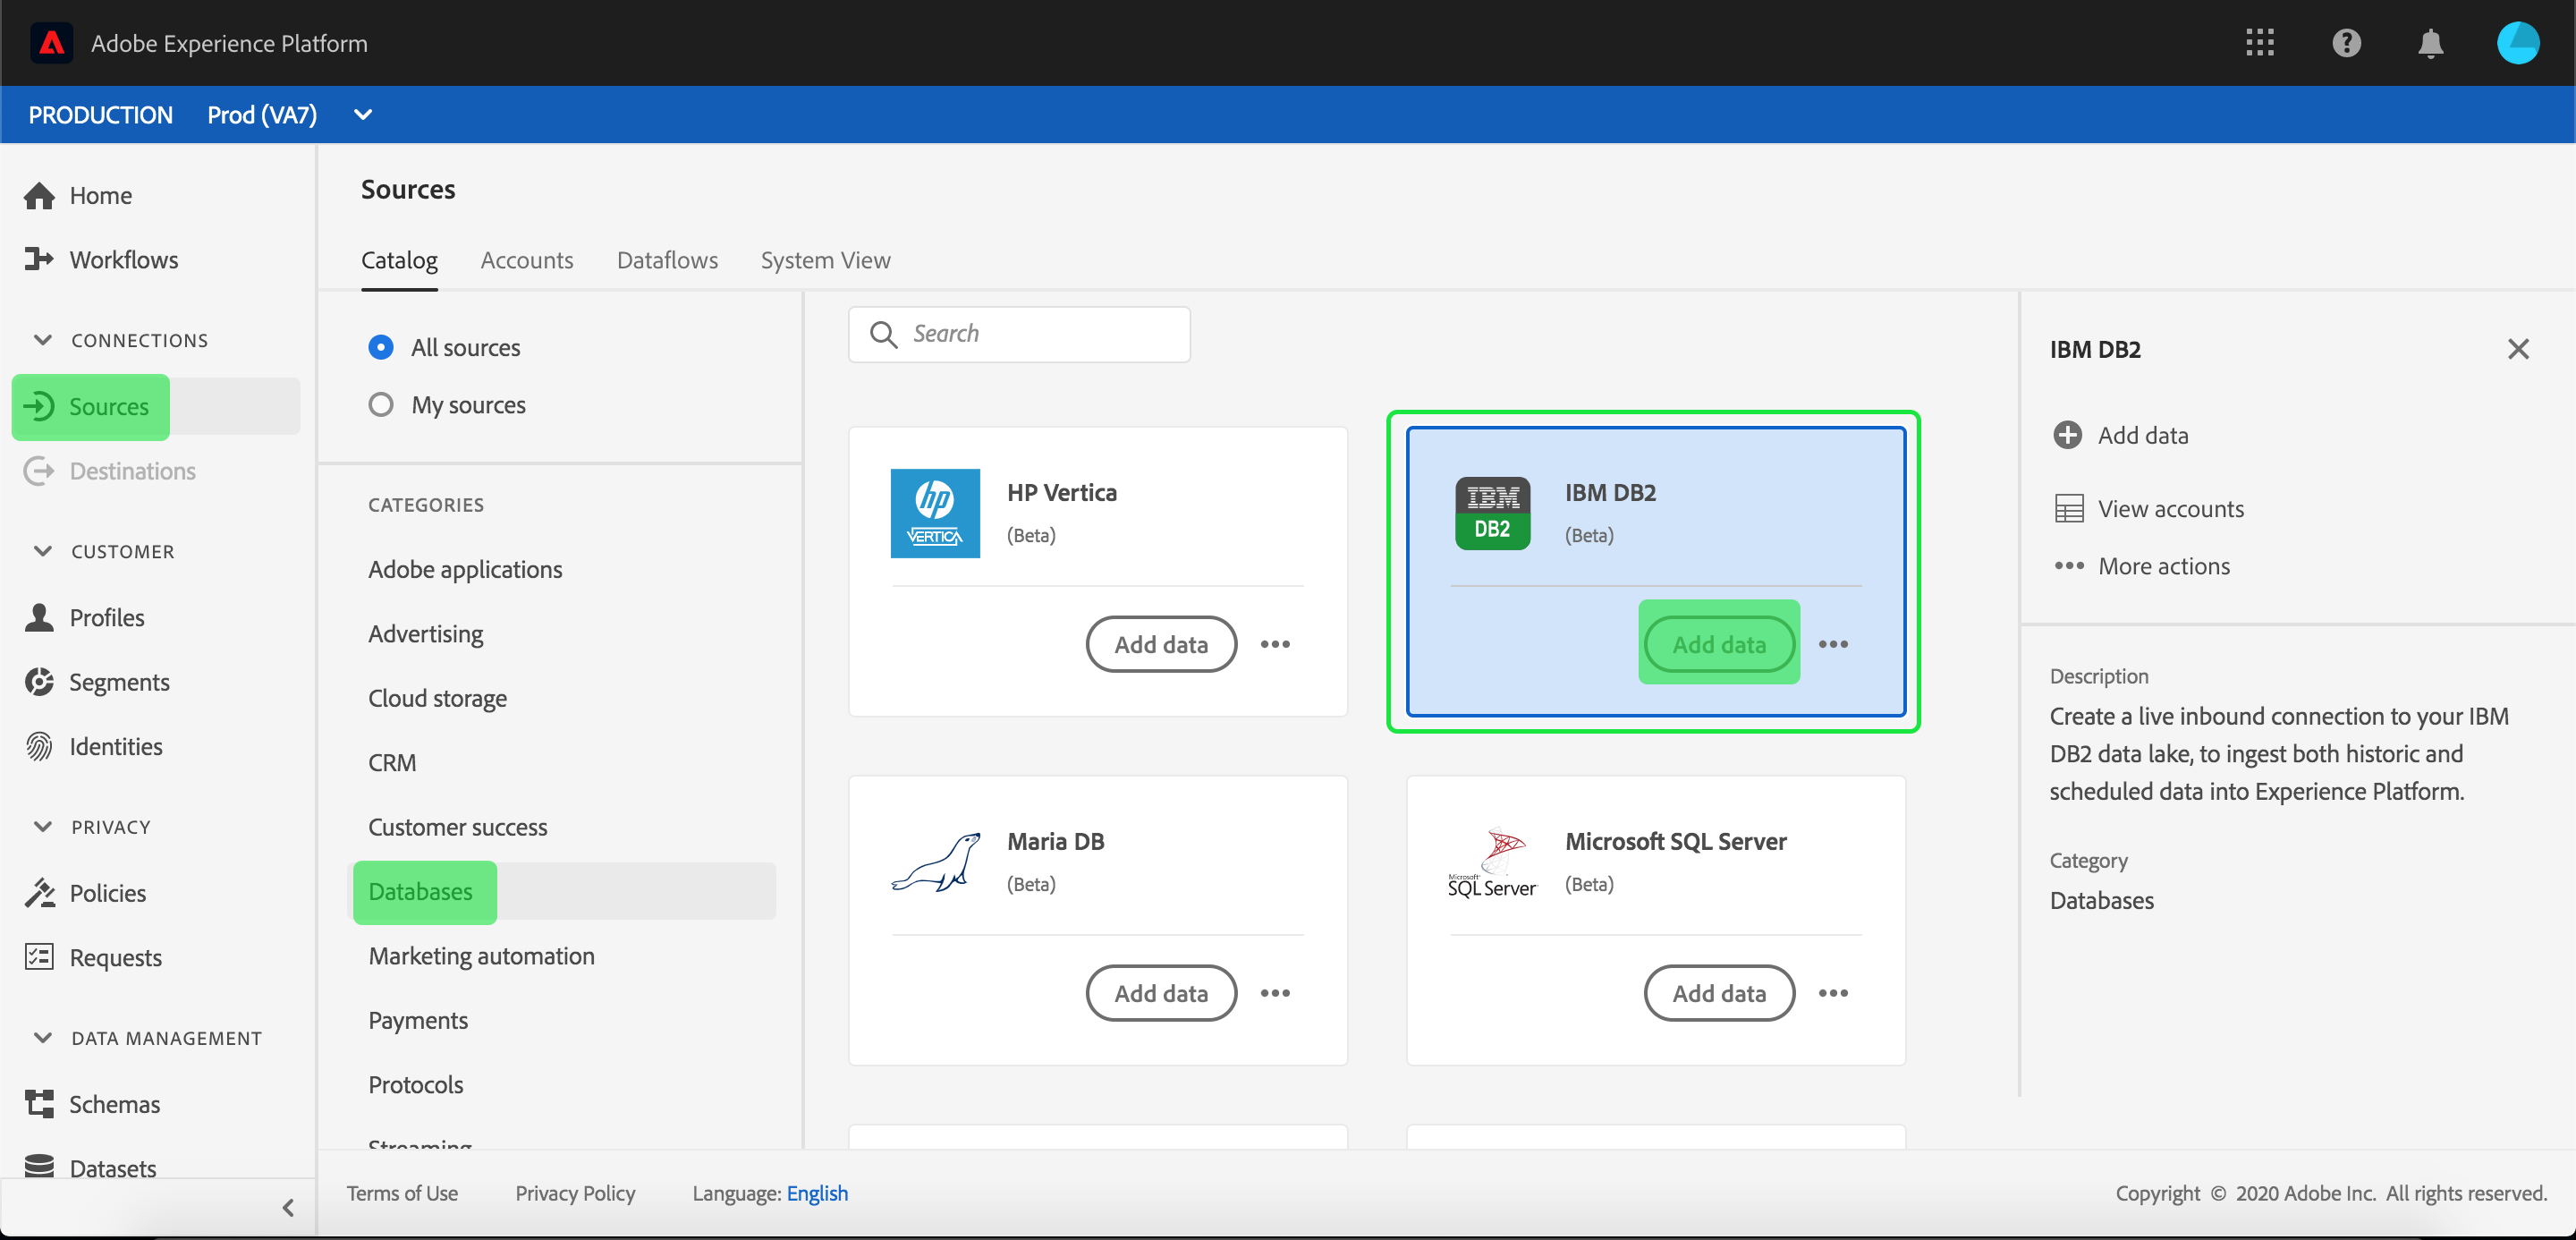 Adobe Experience Platform
PRODUCTION Prod (VA7)
Home
Workflows
CONNECTIONS
Sources
Destinations
CUSTOMER
Profiles
Segments
Identities
PRIVACY
Policies
Requests
DATA MANAGEMENT
Schemas
Datasets
Sources
Catalog Accounts Dataflows System View
All sources
My sources
CATEGORIES
Adobe applications
Advertising
Cloud storage
CRM
Customer success
Databases
Marketing automation
Payments
Protocols
Streaming
Search
hp
VERTICA
HP Vertica
(Beta)
Add data
IBM
DB2
IBM DB2
(Beta)
Add data
Maria DB
(Beta)
Add data
Microsoft
SQL Server
Microsoft SQL Server
(Beta)
Add data
IBM DB2
Add data
View accounts
More actions
Description
Create a live inbound connection to your IBM
DB2 data lake, to ingest both historic and
scheduled data into Experience Platform.
Category
Databases
Terms of Use Privacy Policy Language: English
Copyright © 2020 Adobe Inc. All rights reserved.